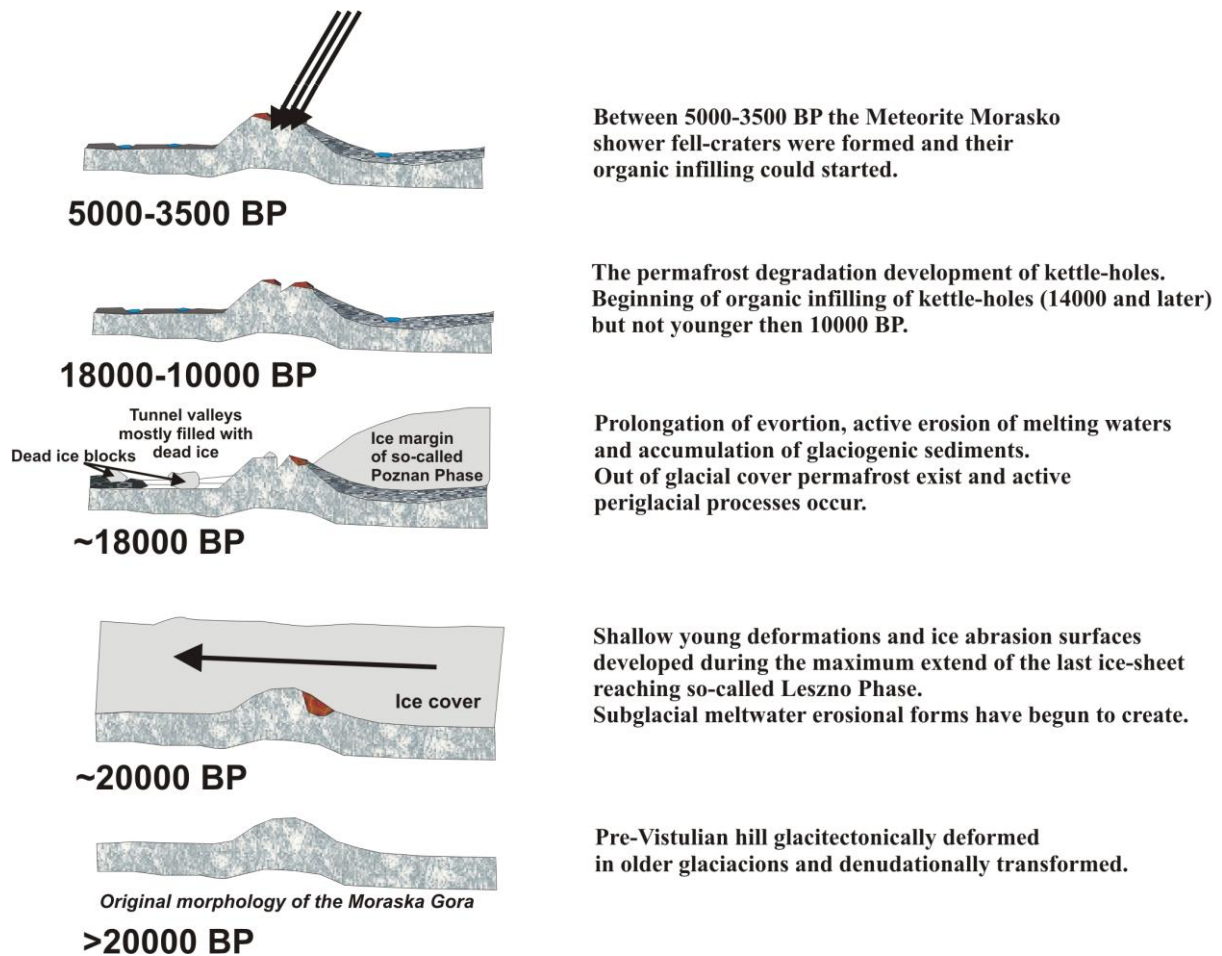 Between 5000-3500 BP the Meteorite Morasko
shower fell-craters were formed and their
organic infilling could started.
5000-3500 BP
The permafrost degradation development of kettle-holes.
Beginning of organic infilling of kettle-holes (14000 and later)
but not younger then 10000 BP.
18000-10000 BP
Tunnel valleys
mostly filled with
dead ice
Dead ice blocks
Ice margin
of so-called
Poznan Phase
Prolongation of evortion, active erosion of melting waters
and accumulation of glaciogenic sediments.
Out of glacial cover permafrost exist and active
periglacial processes occur.
~18000 BP
Ice cover
Shallow young deformations and ice abrasion surfaces
developed during the maximum extend of the last ice-sheet
reaching so-called Leszno Phase.
Subglacial meltwater erosional forms have begun to create.
~20000 BP
Pre-Vistulian hill glacitectonically deformed
in older glaciacions and denudationally transformed.
Original morphology of the Moraska Gora
>20000 BP